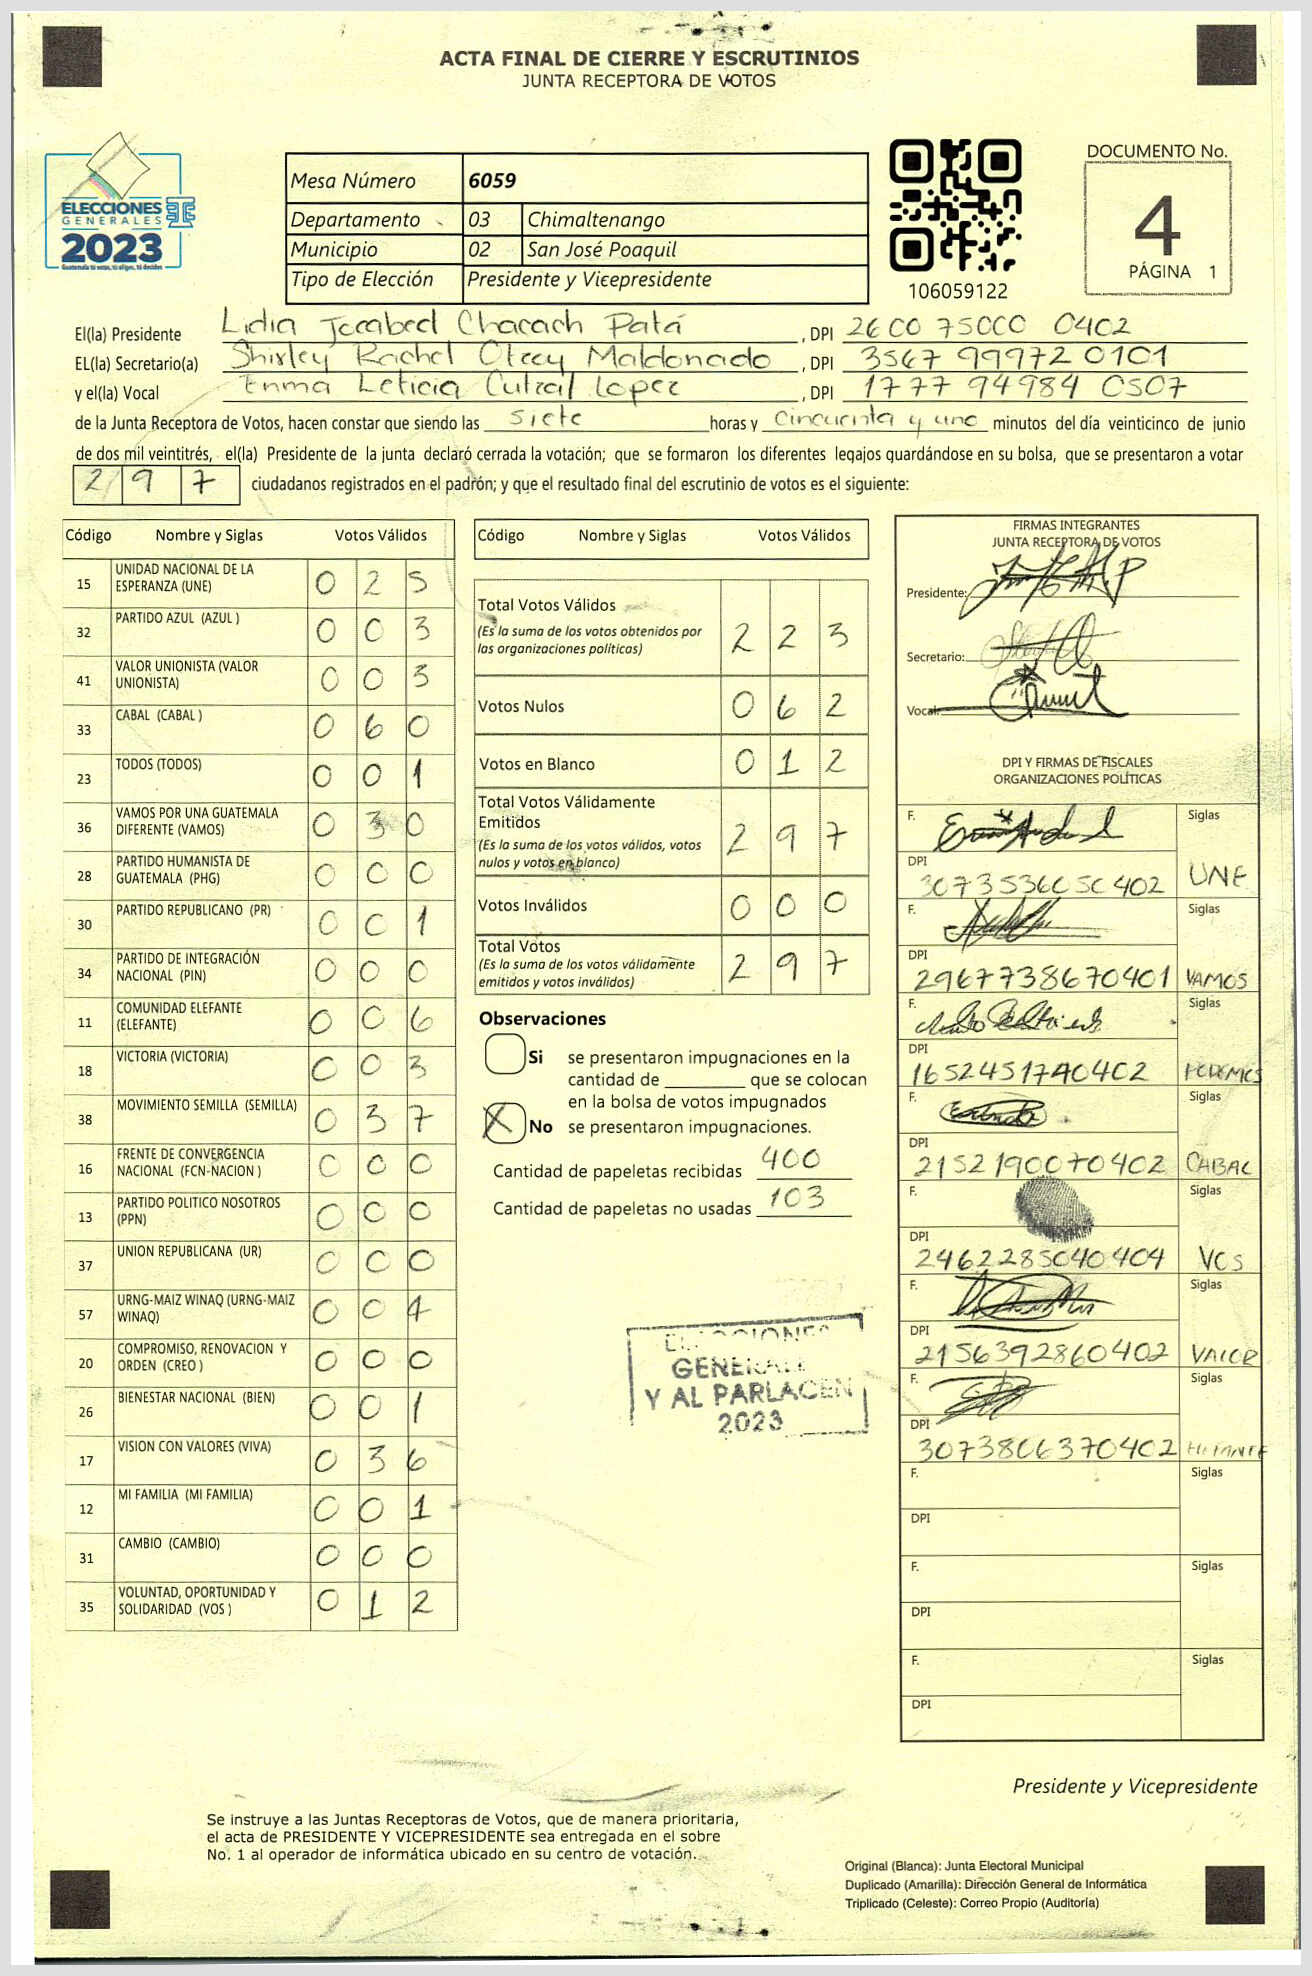 ACTA FINAL DE CIERRE Y ESCRUTINIOS
JUNTA RECEPTORA DE VOTOS
ELECCIONES
GENERALES
2023
Guatemala tú votas, tú eliges, tú decides
Mesa Número 6059
Departamento 03 Chimaltenango
Municipio 02 San José Poaquil
Tipo de Elección Presidente y Vicepresidente
106059122
DOCUMENTO No.
4
PÁGINA 1
El(la) Presidente Lidia Jocabed Chacach Patá, DPI 2600 75000 0402
EL(la) Secretario(a) Shirley Rachel Otzoy Maldonado, DPI 3567 99972 0101
y el(la) Vocal Enma Leticia Cutzal Lopez, DPI 1777 94984 0507
de la Junta Receptora de Votos, hacen constar que siendo las siete horas y cincuenta y uno minutos del día veinticinco de junio
de dos mil veintitrés, el(la) Presidente de la junta declaró cerrada la votación; que se formaron los diferentes legajos guardándose en su bolsa, que se presentaron a votar
297 ciudadanos registrados en el padrón; y que el resultado final del escrutinio de votos es el siguiente:
Código Nombre y Siglas Votos Válidos
15 UNIDAD NACIONAL DE LA ESPERANZA (UNE) 0 2 5
32 PARTIDO AZUL (AZUL ) 0 0 3
41 VALOR UNIONISTA (VALOR UNIONISTA) 0 0 3
33 CABAL (CABAL ) 0 6 0
23 TODOS (TODOS) 0 0 1
36 VAMOS POR UNA GUATEMALA DIFERENTE (VAMOS) 0 3 0
28 PARTIDO HUMANISTA DE GUATEMALA (PHG) 0 0 0
30 PARTIDO REPUBLICANO (PR) 0 0 1
34 PARTIDO DE INTEGRACIÓN NACIONAL (PIN) 0 0 0
11 COMUNIDAD ELEFANTE (ELEFANTE) 0 0 6
18 VICTORIA (VICTORIA) 0 0 3
38 MOVIMIENTO SEMILLA (SEMILLA) 0 3 7
16 FRENTE DE CONVERGENCIA NACIONAL (FCN-NACION ) 0 0 0
13 PARTIDO POLITICO NOSOTROS (PPN) 0 0 0
37 UNION REPUBLICANA (UR) 0 0 0
57 URNG-MAIZ WINAQ (URNG-MAIZ WINAQ) 0 0 4
20 COMPROMISO, RENOVACION Y ORDEN (CREO ) 0 0 0
26 BIENESTAR NACIONAL (BIEN) 0 0 1
17 VISION CON VALORES (VIVA) 0 3 6
12 MI FAMILIA (MI FAMILIA) 0 0 1
31 CAMBIO (CAMBIO) 0 0 0
35 VOLUNTAD, OPORTUNIDAD Y SOLIDARIDAD (VOS ) 0 1 2
Código Nombre y Siglas Votos Válidos
Total Votos Válidos 2 2 3
(Es la suma de los votos obtenidos por
las organizaciones políticas)
Votos Nulos 0 6 2
Votos en Blanco 0 1 2
Total Votos Válidamente
Emitidos 2 9 7
(Es la suma de los votos válidos, votos
nulos y votos en blanco)
Votos Inválidos 0 0 0
Total Votos 2 9 7
(Es la suma de los votos válidamente
emitidos y votos inválidos)
Observaciones
Si se presentaron impugnaciones en la
cantidad de ________ que se colocan
en la bolsa de votos impugnados
X No se presentaron impugnaciones.
Cantidad de papeletas recibidas 400
Cantidad de papeletas no usadas 103
ELECCIONES
GENERALES
Y AL PARLACEN
2023
FIRMAS INTEGRANTES
JUNTA RECEPTORA DE VOTOS
Presidente:
Secretario:
Vocal:
DPI Y FIRMAS DE FISCALES
ORGANIZACIONES POLÍTICAS
F. Siglas
DPI 3073536050402 UNE
F. Siglas
DPI 2967738670401 VAMOS
F. Siglas
DPI 1652451740402 PODEMOS
F. Siglas
DPI 2152190070402 CABAL
F. Siglas
DPI 2462285040404 VOS
F. Siglas
DPI 2156392860402 VALOR
F. Siglas
DPI 3073806370402
F. Siglas
DPI
F. Siglas
DPI
F. Siglas
DPI
Presidente y Vicepresidente
Se instruye a las Juntas Receptoras de Votos, que de manera prioritaria,
el acta de PRESIDENTE Y VICEPRESIDENTE sea entregada en el sobre
No. 1 al operador de informática ubicado en su centro de votación.
Original (Blanca): Junta Electoral Municipal
Duplicado (Amarilla): Dirección General de Informática
Triplicado (Celeste): Correo Propio (Auditoría)